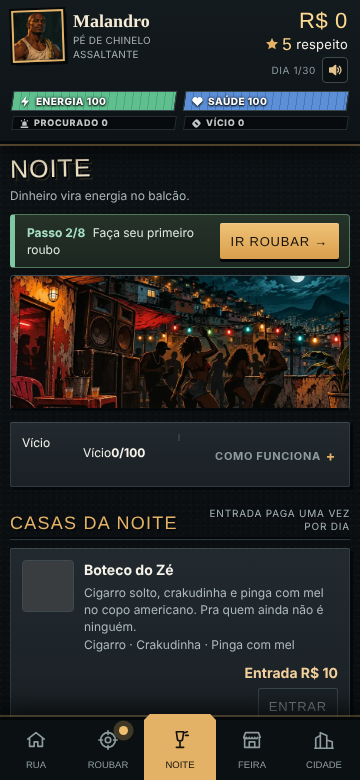 Malandro
PÉ DE CHINELO
ASSALTANTE
R$ 0
5 respeito
DIA 1/30
ENERGIA 100
SAÚDE 100
PROCURADO 0
VÍCIO 0
NOITE
Dinheiro vira energia no balcão.
Passo 2/8 Faça seu primeiro
roubo
IR ROUBAR →
Vício
Vício0/100
COMO FUNCIONA +
CASAS DA NOITE
ENTRADA PAGA UMA VEZ
POR DIA
Boteco do Zé
Cigarro solto, crakudinha e pinga com mel
no copo americano. Pra quem ainda não é
ninguém.
Cigarro · Crakudinha · Pinga com mel
Entrada R$ 10
ENTRAR
RUA
ROUBAR
NOITE
FEIRA
CIDADE